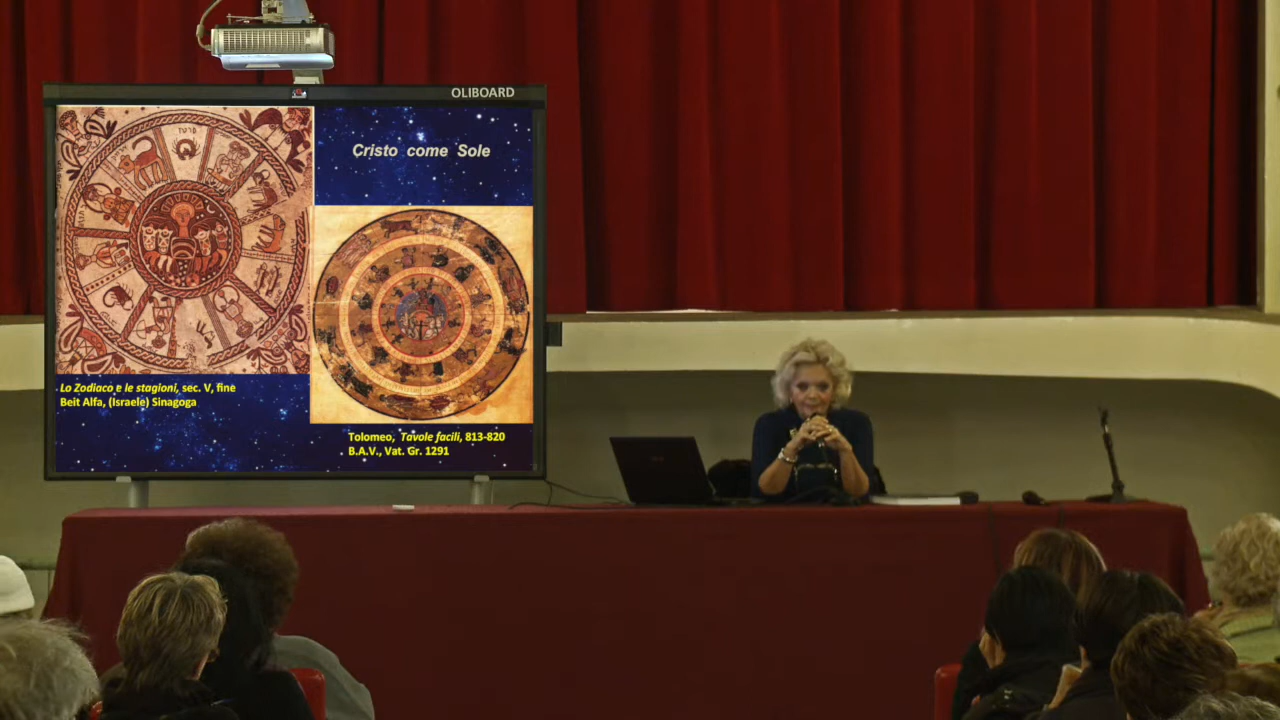 OLIBOARD
Cristo come Sole
Lo Zodiaco e le stagioni, sec. V, fine
Beit Alfa, (Israele) Sinagoga
Tolomeo, Tavole facili, 813-820
B.A.V., Vat. Gr. 1291